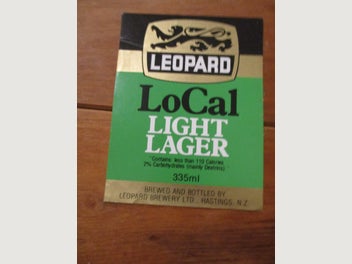 LEOPARD
LoCal
LIGHT
LAGER
Contains less than 119 Calories
2% Carbohydrates (mainly Dextrins)
335ml
BREWED AND BOTTLED BY
LEOPARD BREWERY LTD., HASTINGS, N.Z.